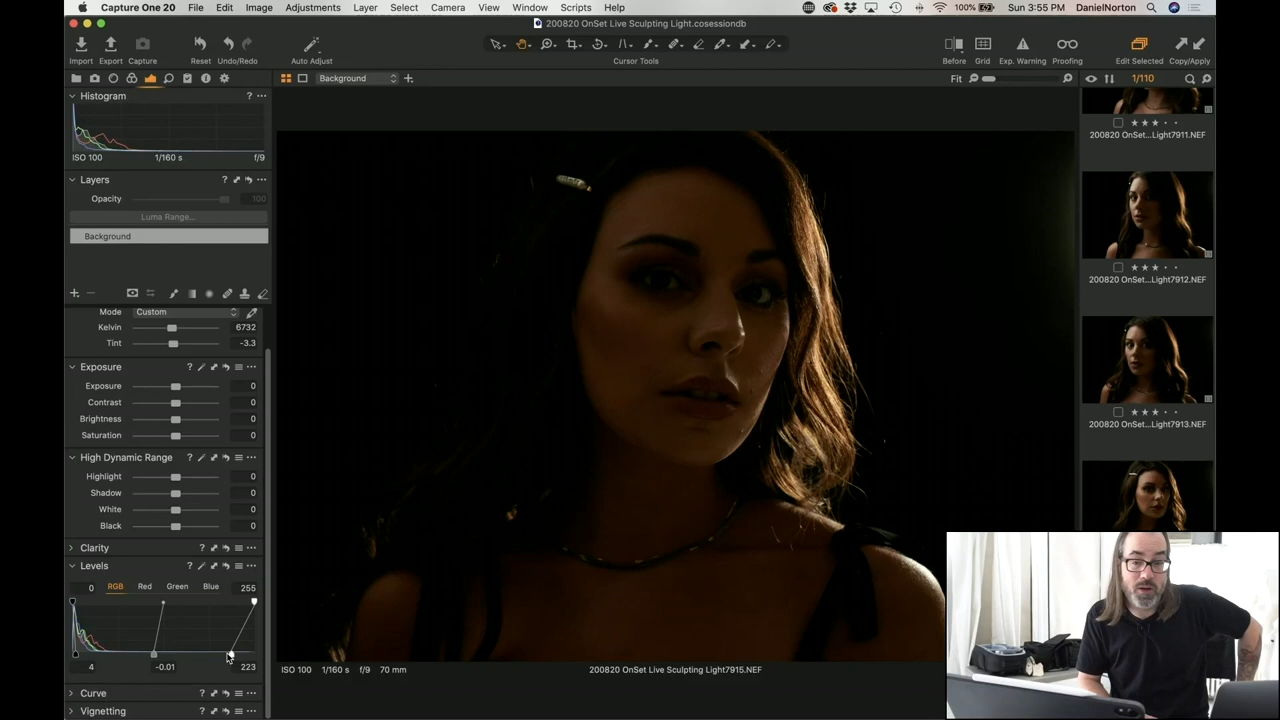 Capture One 20 File Edit Image Adjustments Layer Select Camera View Window Scripts Help 100% Sun 3:55 PM DanielNorton
200820 OnSet Live Sculpting Light.cosessiondb
Import Export Capture Reset Undo/Redo Auto Adjust Cursor Tools Before Grid Exp. Warning Proofing Edit Selected Copy/Apply
Background Fit 1/110
Histogram ? ...
ISO 100 1/160 s f/9
Layers ? ...
Opacity 100
Luma Range...
Background
Mode Custom
Kelvin 6732
Tint -3.3
Exposure ? ...
Exposure 0
Contrast 0
Brightness 0
Saturation 0
High Dynamic Range ? ...
Highlight 0
Shadow 0
White 0
Black 0
Clarity ? ...
Levels ? ...
0 RGB Red Green Blue 255
4 -0.01 223
Curve ? ...
Vignetting ? ...
ISO 100 1/160 s f/9 70 mm 200820 OnSet Live Sculpting Light7915.NEF
200820 OnSet...Light7911.NEF
200820 OnSet...Light7912.NEF
200820 OnSet...Light7913.NEF